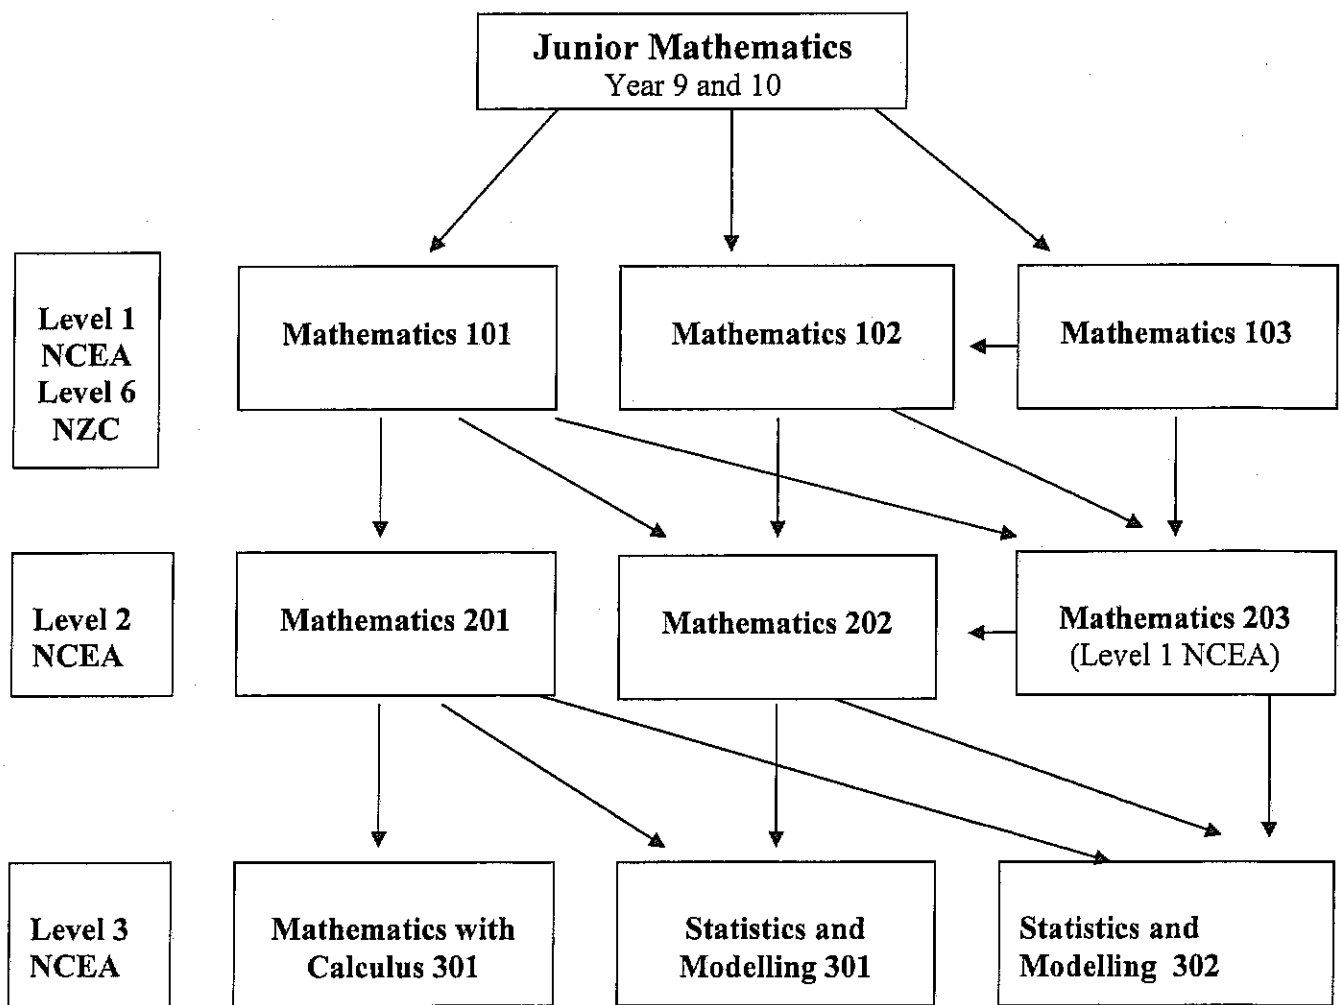 Junior Mathematics
Year 9 and 10
Level 1
NCEA
Level 6
NZC
Mathematics 101
Mathematics 102
Mathematics 103
Level 2
NCEA
Mathematics 201
Mathematics 202
Mathematics 203
(Level 1 NCEA)
Level 3
NCEA
Mathematics with
Calculus 301
Statistics and
Modelling 301
Statistics and
Modelling 302